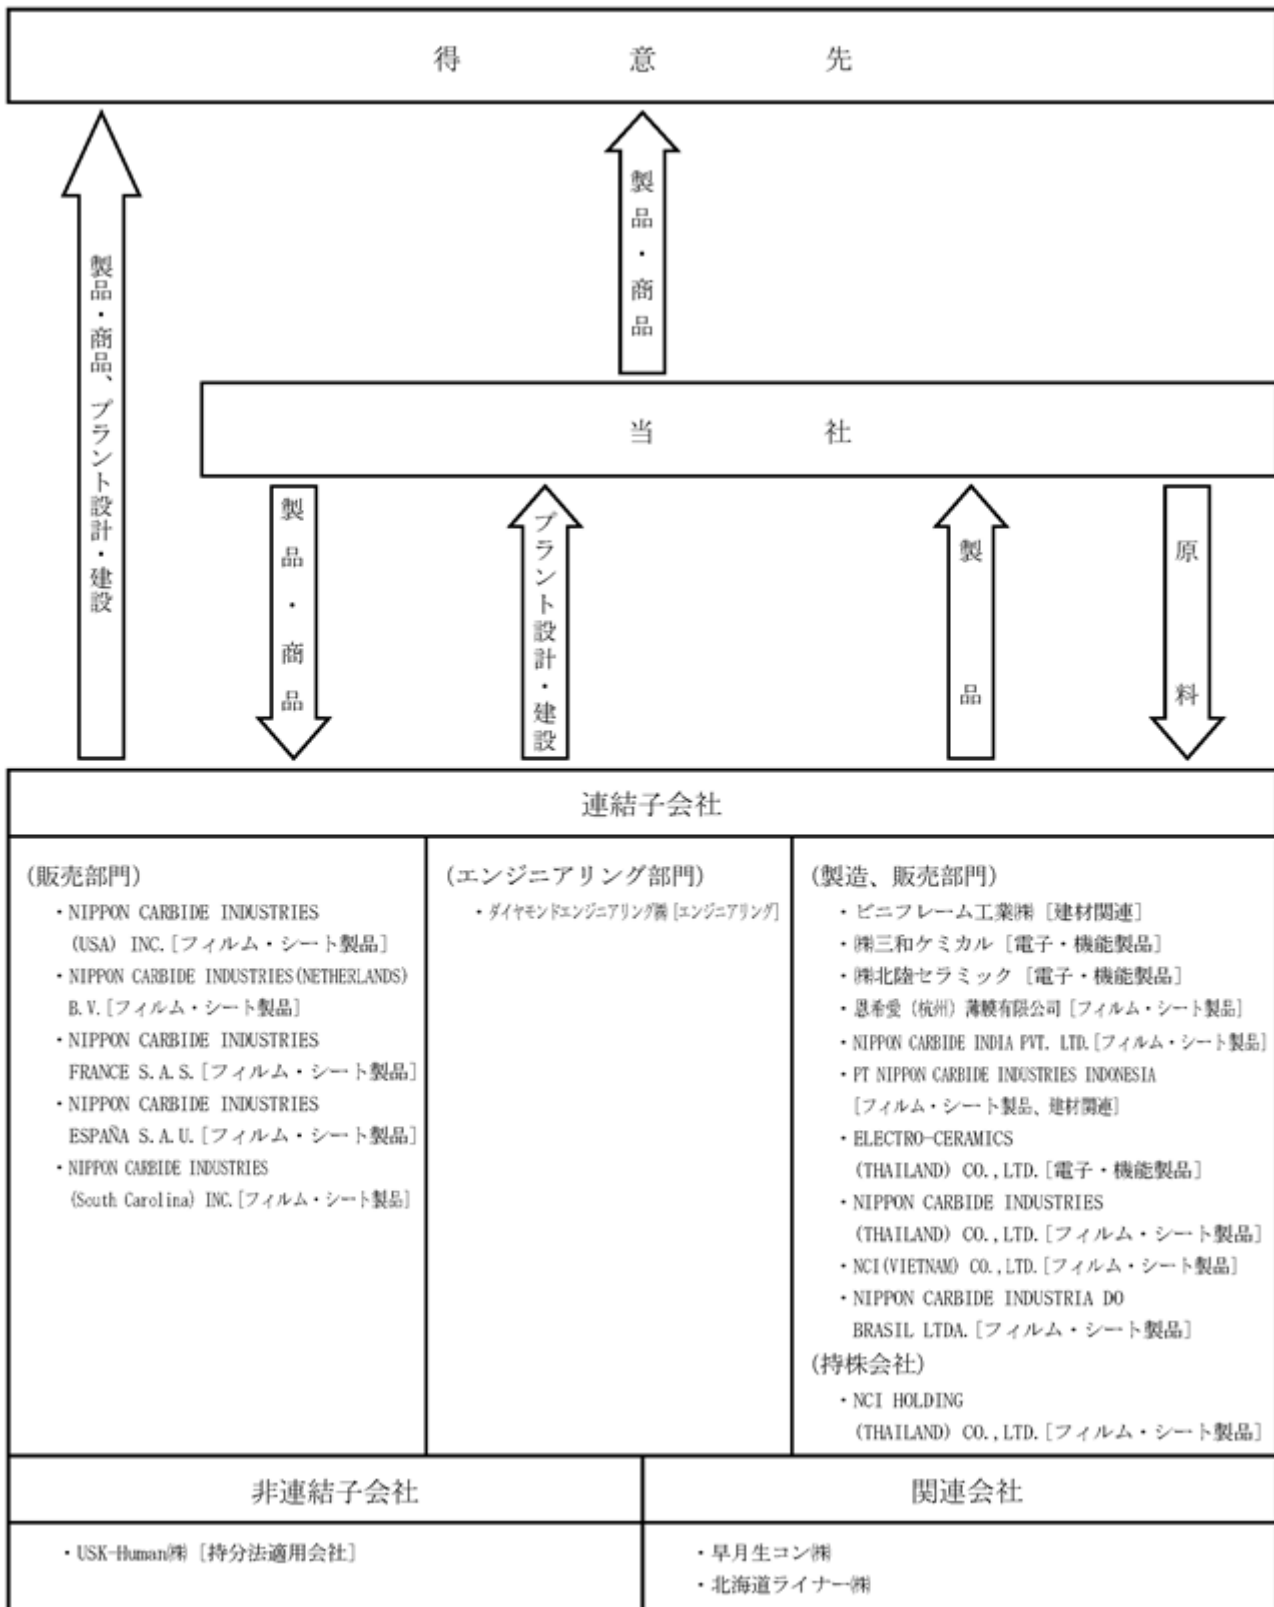 得意先
製品・商品、プラント設計・建設
製品・商品
当社
製品・商品
プラント設計・建設
製品
原料
連結子会社
(販売部門)
・NIPPON CARBIDE INDUSTRIES
(USA) INC.[フィルム・シート製品]
・NIPPON CARBIDE INDUSTRIES(NETHERLANDS)
B.V.[フィルム・シート製品]
・NIPPON CARBIDE INDUSTRIES
FRANCE S.A.S.[フィルム・シート製品]
・NIPPON CARBIDE INDUSTRIES
ESPAÑA S.A.U.[フィルム・シート製品]
・NIPPON CARBIDE INDUSTRIES
(South Carolina) INC.[フィルム・シート製品]
(エンジニアリング部門)
・ダイヤモンドエンジニアリング㈱[エンジニアリング]
(製造、販売部門)
・ビニフレーム工業㈱ [建材関連]
・㈱三和ケミカル [電子・機能製品]
・㈱北陸セラミック [電子・機能製品]
・恩希愛(杭州)薄膜有限公司[フィルム・シート製品]
・NIPPON CARBIDE INDIA PVT. LTD.[フィルム・シート製品]
・PT NIPPON CARBIDE INDUSTRIES INDONESIA
[フィルム・シート製品、建材関連]
・ELECTRO-CERAMICS
(THAILAND) CO.,LTD.[電子・機能製品]
・NIPPON CARBIDE INDUSTRIES
(THAILAND) CO.,LTD.[フィルム・シート製品]
・NCI(VIETNAM) CO.,LTD.[フィルム・シート製品]
・NIPPON CARBIDE INDUSTRIA DO
BRASIL LTDA.[フィルム・シート製品]
(持株会社)
・NCI HOLDING
(THAILAND) CO.,LTD.[フィルム・シート製品]
非連結子会社
・USK-Human㈱ [持分法適用会社]
関連会社
・早月生コン㈱
・北海道ライナー㈱